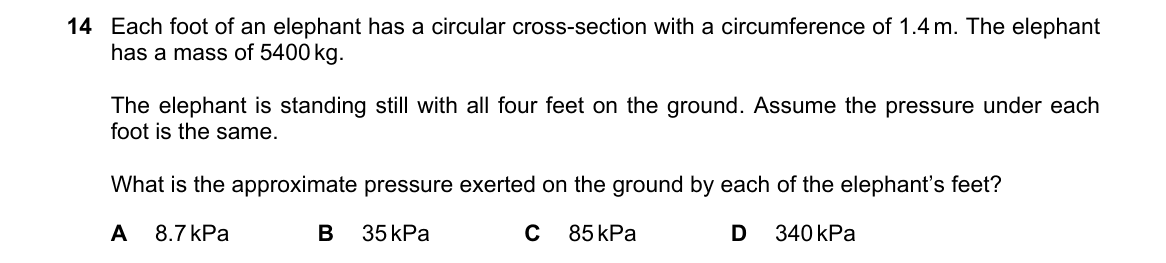 14 Each foot of an elephant has a circular cross-section with a circumference of 1.4 m. The elephant
has a mass of 5400 kg.
The elephant is standing still with all four feet on the ground. Assume the pressure under each
foot is the same.
What is the approximate pressure exerted on the ground by each of the elephant's feet?
A 8.7 kPa B 35 kPa C 85 kPa D 340 kPa